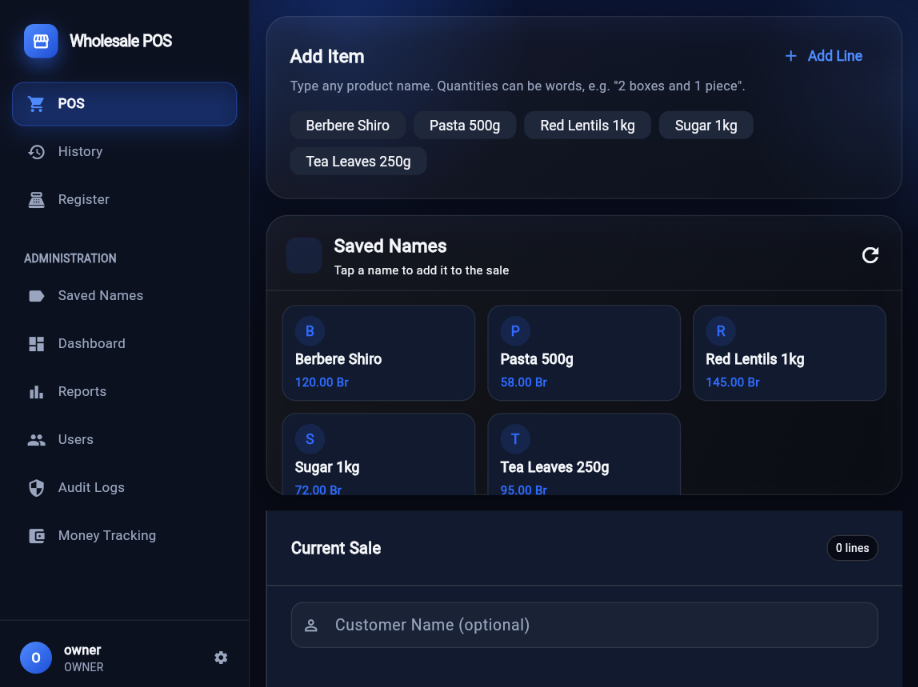 Wholesale POS
POS
History
Register
ADMINISTRATION
Saved Names
Dashboard
Reports
Users
Audit Logs
Money Tracking
O
owner
OWNER
Add Item
+ Add Line
Type any product name. Quantities can be words, e.g. "2 boxes and 1 piece".
Berbere Shiro
Pasta 500g
Red Lentils 1kg
Sugar 1kg
Tea Leaves 250g
Saved Names
Tap a name to add it to the sale
B
Berbere Shiro
120.00 Br
P
Pasta 500g
58.00 Br
R
Red Lentils 1kg
145.00 Br
S
Sugar 1kg
72.00 Br
T
Tea Leaves 250g
95.00 Br
Current Sale
0 lines
Customer Name (optional)